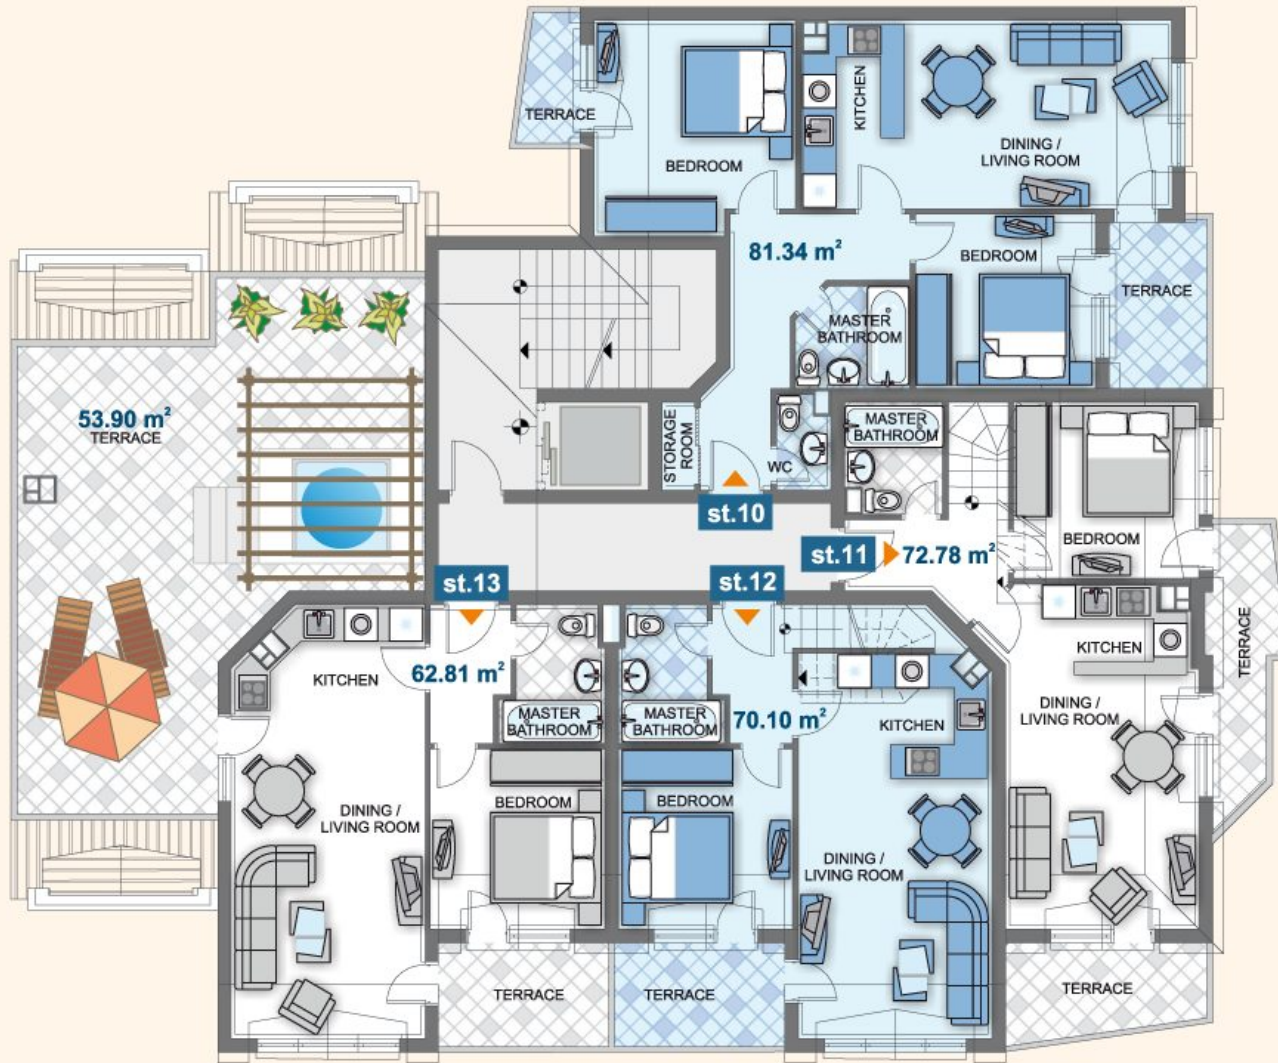 TERRACE
BEDROOM
KITCHEN
DINING /
LIVING ROOM
81.34 m²
BEDROOM
TERRACE
MASTER
BATHROOM
STORAGE
ROOM
WC
st.10
53.90 m²
TERRACE
MASTER
BATHROOM
st.11
72.78 m²
BEDROOM
TERRACE
KITCHEN
DINING /
LIVING ROOM
TERRACE
st.13
62.81 m²
KITCHEN
MASTER
BATHROOM
DINING /
LIVING ROOM
BEDROOM
TERRACE
st.12
70.10 m²
MASTER
BATHROOM
KITCHEN
BEDROOM
DINING /
LIVING ROOM
TERRACE